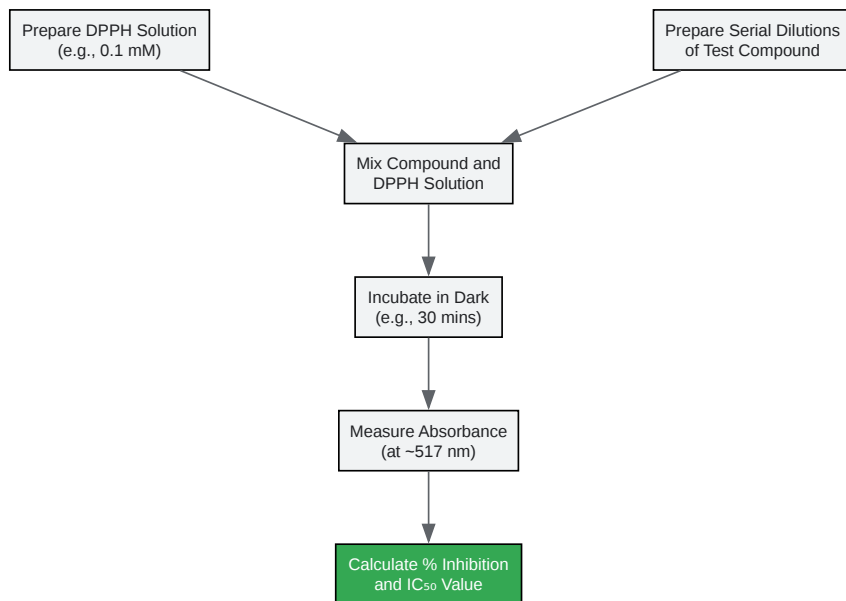 Prepare DPPH Solution
(e.g., 0.1 mM)
Prepare Serial Dilutions
of Test Compound
Mix Compound and
DPPH Solution
Incubate in Dark
(e.g., 30 mins)
Measure Absorbance
(at ~517 nm)
Calculate % Inhibition
and IC₅₀ Value